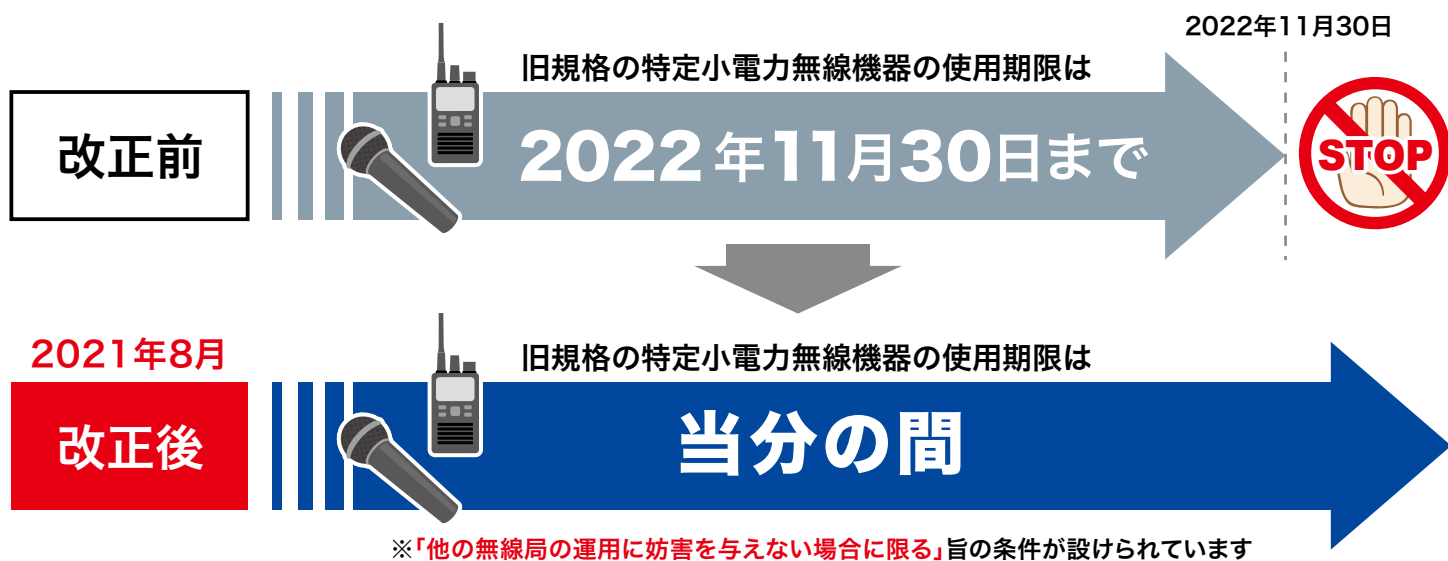 2022年11月30日
旧規格の特定小電力無線機器の使用期限は
改正前
2022年11月30日まで
STOP
2021年8月
旧規格の特定小電力無線機器の使用期限は
改正後
当分の間
※「他の無線局の運用に妨害を与えない場合に限る」旨の条件が設けられています